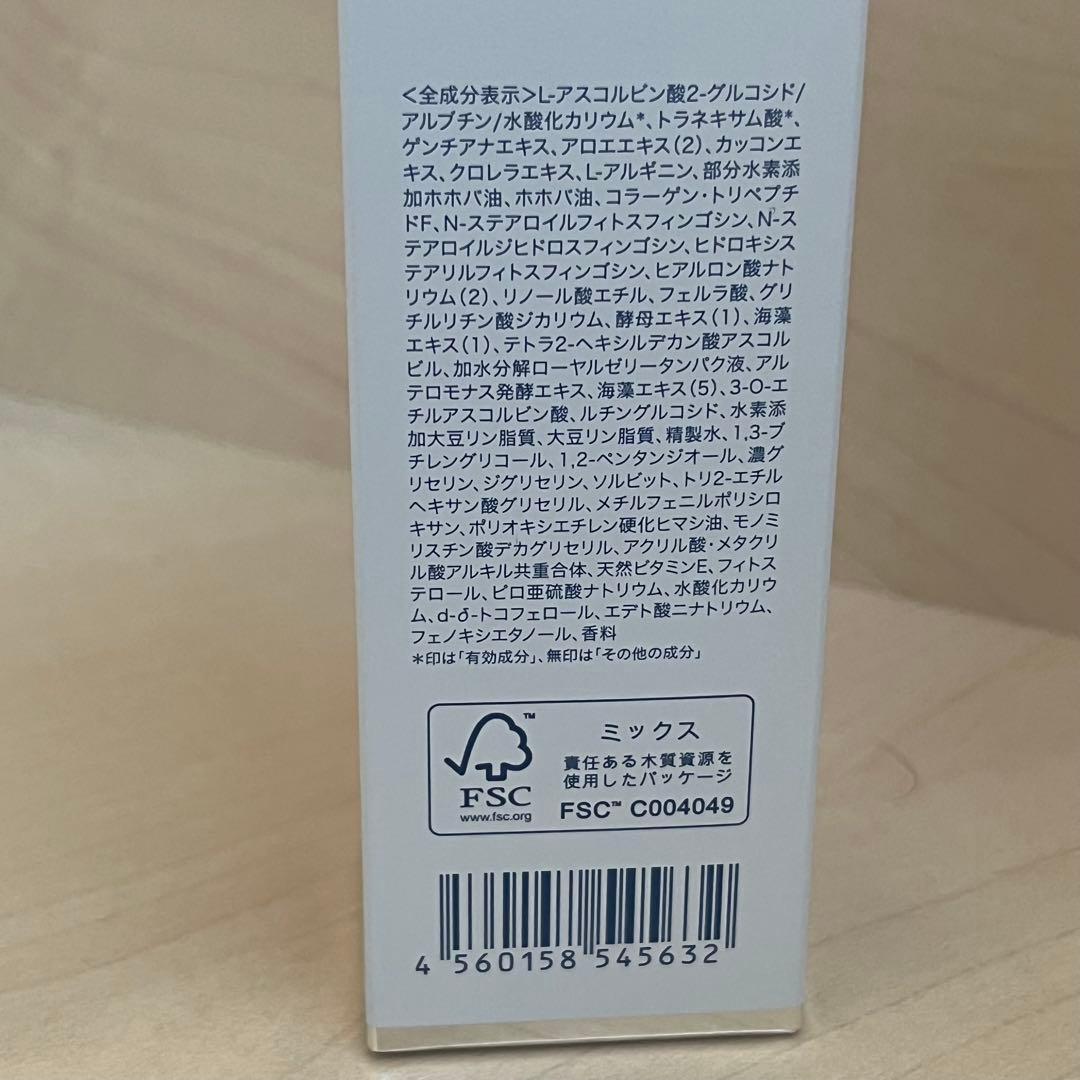 ＜全成分表示＞L-アスコルビン酸2-グルコシド/
アルブチン/水酸化カリウム*、トラネキサム酸*、
ゲンチアナエキス、アロエエキス(2)、カッコンエ
キス、クロレラエキス、L-アルギニン、部分水素添
加ホホバ油、ホホバ油、コラーゲン・トリペプチ
ドF、N-ステアロイルフィトスフィンゴシン、N-ス
テアロイルジヒドロスフィンゴシン、ヒドロキシス
テアリルフィトスフィンゴシン、ヒアルロン酸ナト
リウム(2)、リノール酸エチル、フェルラ酸、グリ
チルリチン酸ジカリウム、酵母エキス(1)、海藻
エキス(1)、テトラ2-ヘキシルデカン酸アスコル
ビル、加水分解ローヤルゼリータンパク液、アル
テロモナス発酵エキス、海藻エキス(5)、3-O-エ
チルアスコルビン酸、ルチングルコシド、水素添
加大豆リン脂質、大豆リン脂質、精製水、1,3-ブ
チレングリコール、1,2-ペンタンジオール、濃グ
リセリン、ジグリセリン、ソルビット、トリ2-エチル
ヘキサン酸グリセリル、メチルフェニルポリシロ
キサン、ポリオキシエチレン硬化ヒマシ油、モノミ
リスチン酸デカグリセリル、アクリル酸・メタクリ
ル酸アルキル共重合体、天然ビタミンE、フィトス
テロール、ピロ亜硫酸ナトリウム、水酸化カリウ
ム、d-δ-トコフェロール、エデト酸二ナトリウム、
フェノキシエタノール、香料
*印は「有効成分」、無印は「その他の成分」
™
ミックス
責任ある木質資源を
使用したパッケージ
FSC
www.fsc.org
FSC™ C004049
4 560158 545632